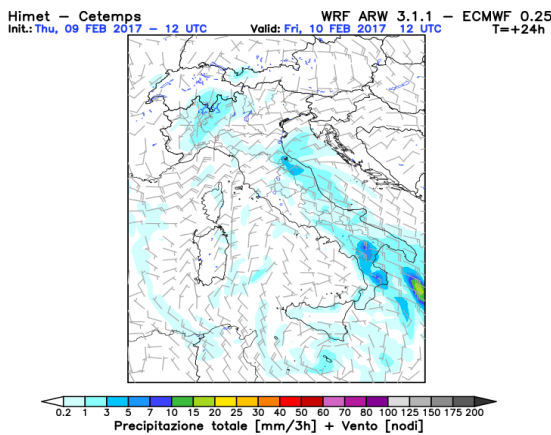 Himet – Cetemps WRF ARW 3.1.1 – ECMWF 0.25
Init.: Thu, 09 FEB 2017 – 12 UTC Valid: Fri, 10 FEB 2017 12 UTC T=+24h
0.2 1 3 5 7 10 15 20 25 30 40 50 60 70 80 90 100 125 150 175 200
Precipitazione totale [mm/3h] + Vento [nodi]